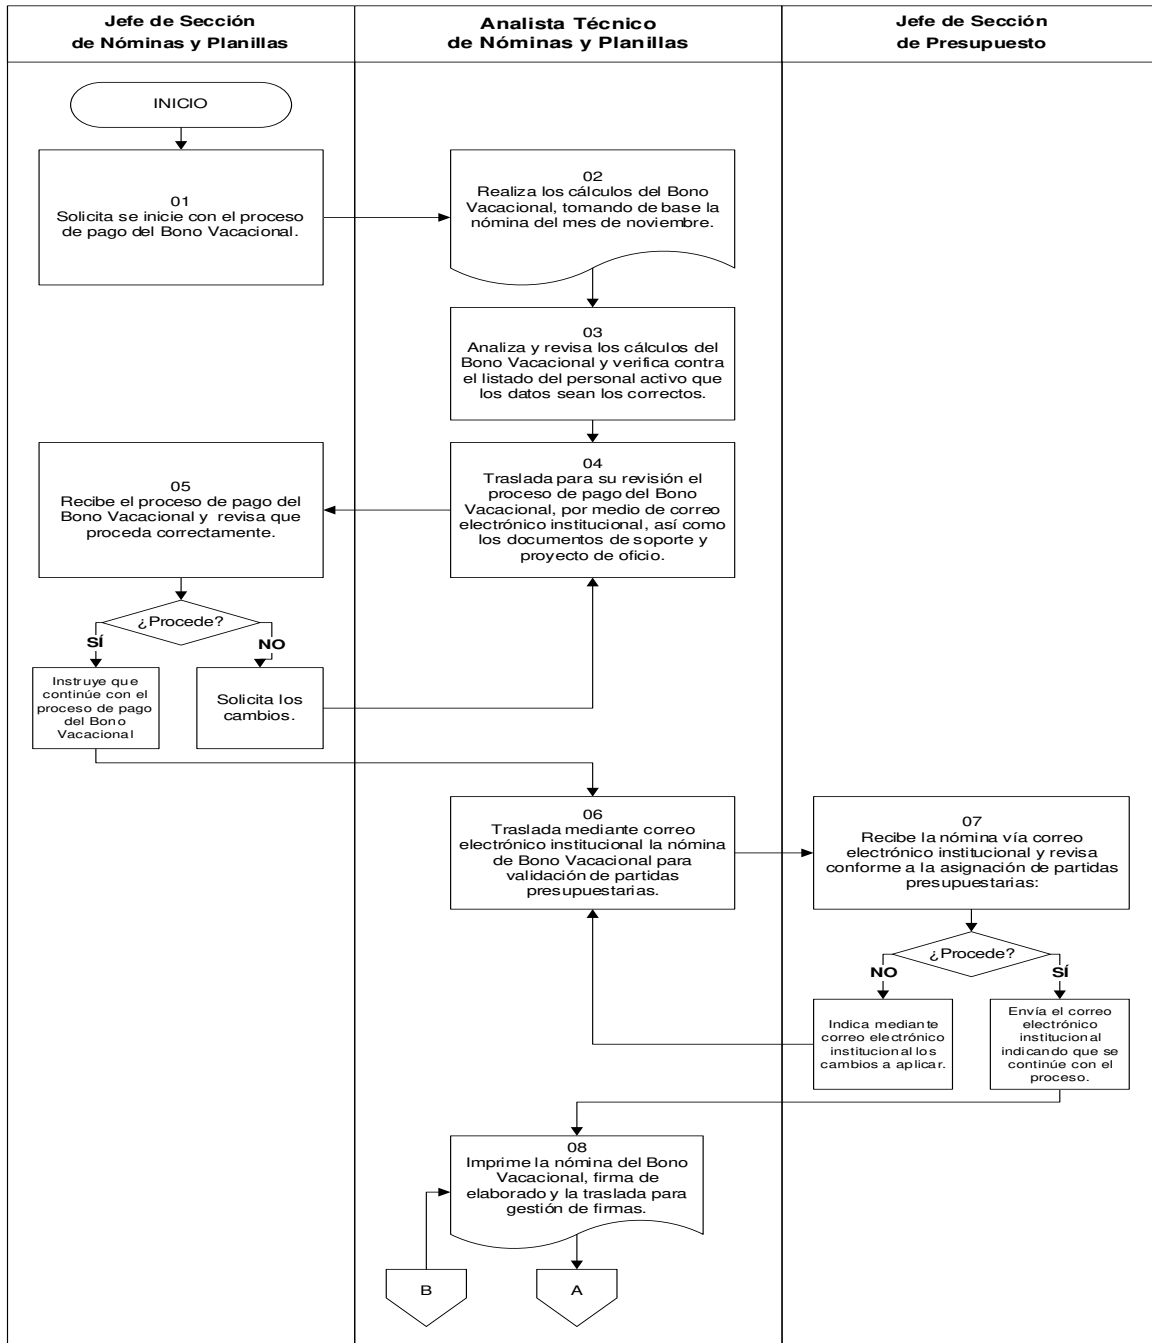 Jefe de Sección
de Nóminas y Planillas
Analista Técnico
de Nóminas y Planillas
Jefe de Sección
de Presupuesto
INICIO
01
Solicita se inicie con el proceso
de pago del Bono Vacacional.
02
Realiza los cálculos del Bono
Vacacional, tomando de base la
nómina del mes de noviembre.
03
Analiza y revisa los cálculos del
Bono Vacacional y verifica contra
el listado del personal activo que
los datos sean los correctos.
04
Traslada para su revisión el
proceso de pago del Bono
Vacacional, por medio de correo
electrónico institucional, así como
los documentos de soporte y
proyecto de oficio.
05
Recibe el proceso de pago del
Bono Vacacional y revisa que
proceda correctamente.
¿Procede?
SÍ
NO
Instruye que
continúe con el
proceso de pago
del Bono
Vacacional
Solicita los
cambios.
06
Traslada mediante correo
electrónico institucional la nómina
de Bono Vacacional para
validación de partidas
presupuestarias.
07
Recibe la nómina vía correo
electrónico institucional y revisa
conforme a la asignación de partidas
presupuestarias:
¿Procede?
NO
SÍ
Indica mediante
correo electrónico
institucional los
cambios a aplicar.
Envía el correo
electrónico
institucional
indicando que se
continúe con el
proceso.
08
Imprime la nómina del Bono
Vacacional, firma de
elaborado y la traslada para
gestión de firmas.
B
A